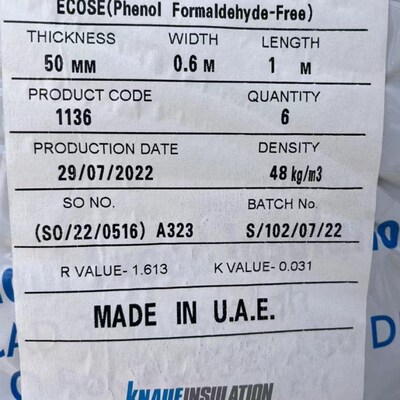 ECOSE(Phenol Formaldehyde-Free)
THICKNESS WIDTH LENGTH
50 MM 0.6 M 1 M
PRODUCT CODE QUANTITY
1136 6
PRODUCTION DATE DENSITY
29/07/2022 48 kg/m3
SO NO. BATCH No.
(SO/22/0516) A323 S/102/07/22
R VALUE- 1.613 K VALUE- 0.031
MADE IN U.A.E.
KNAUFINSULATION